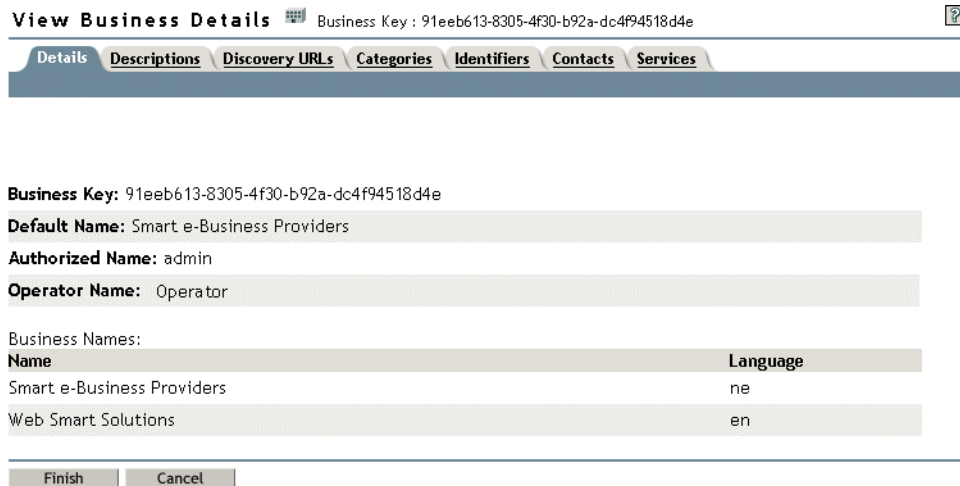 View Business Details Business Key : 91eeb613-8305-4f30-b92a-dc4f94518d4e ?
Details Descriptions Discovery URLs Categories Identifiers Contacts Services
Business Key: 91eeb613-8305-4f30-b92a-dc4f94518d4e
Default Name: Smart e-Business Providers
Authorized Name: admin
Operator Name: Operator
Business Names:
Name Language
Smart e-Business Providers ne
Web Smart Solutions en
Finish Cancel